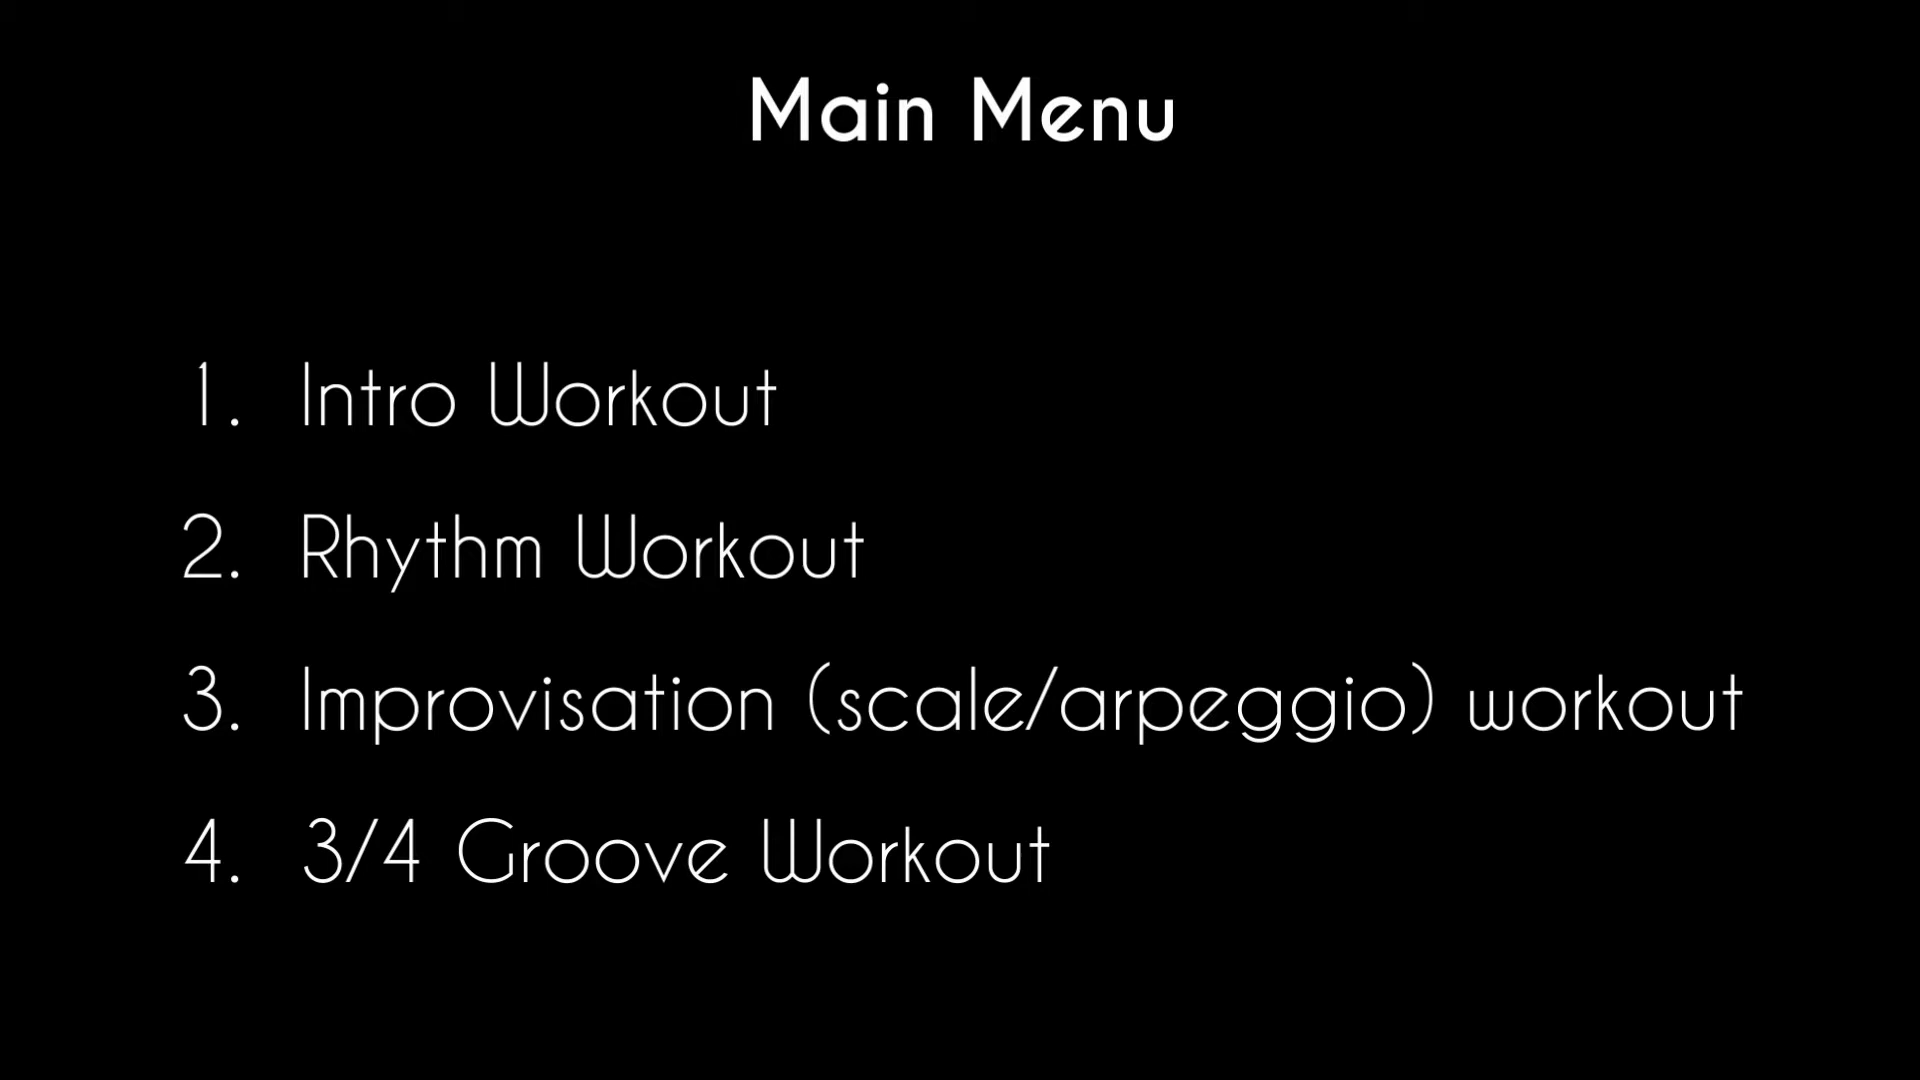 Main Menu
1. Intro Workout
2. Rhythm Workout
3. Improvisation (scale/arpeggio) workout
4. 3/4 Groove Workout